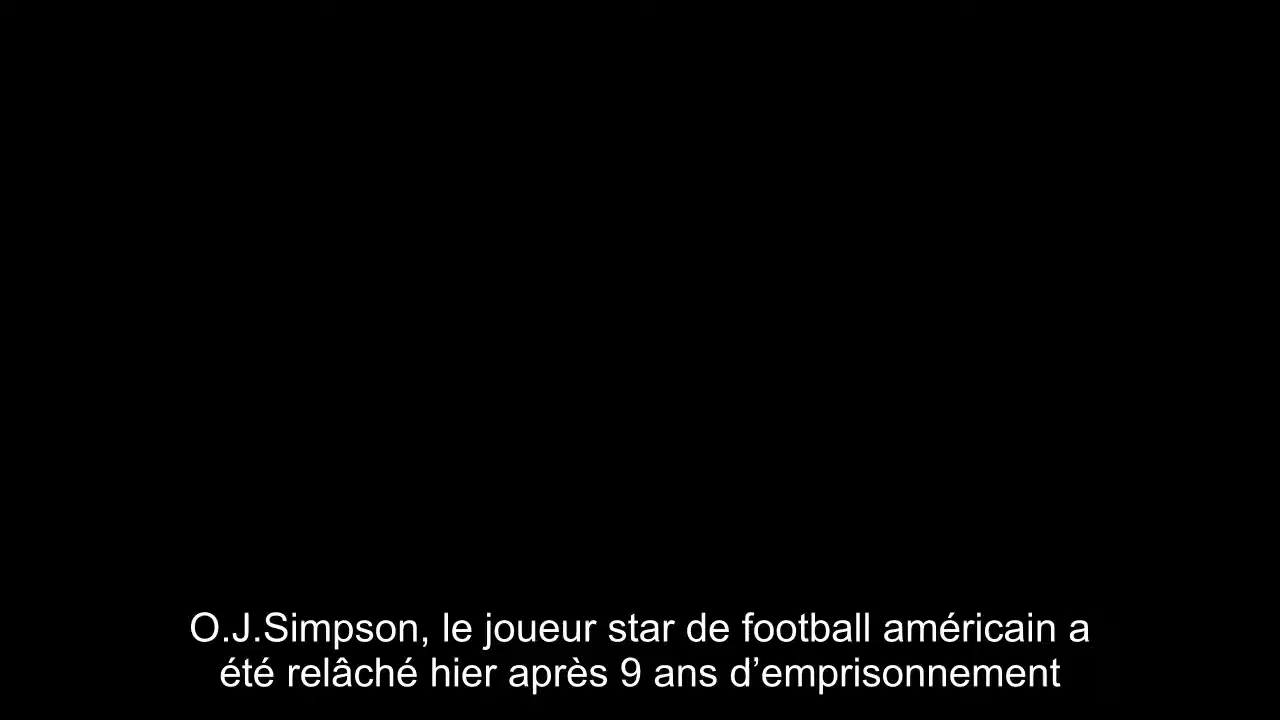 O.J.Simpson, le joueur star de football américain a
été relâché hier après 9 ans d’emprisonnement